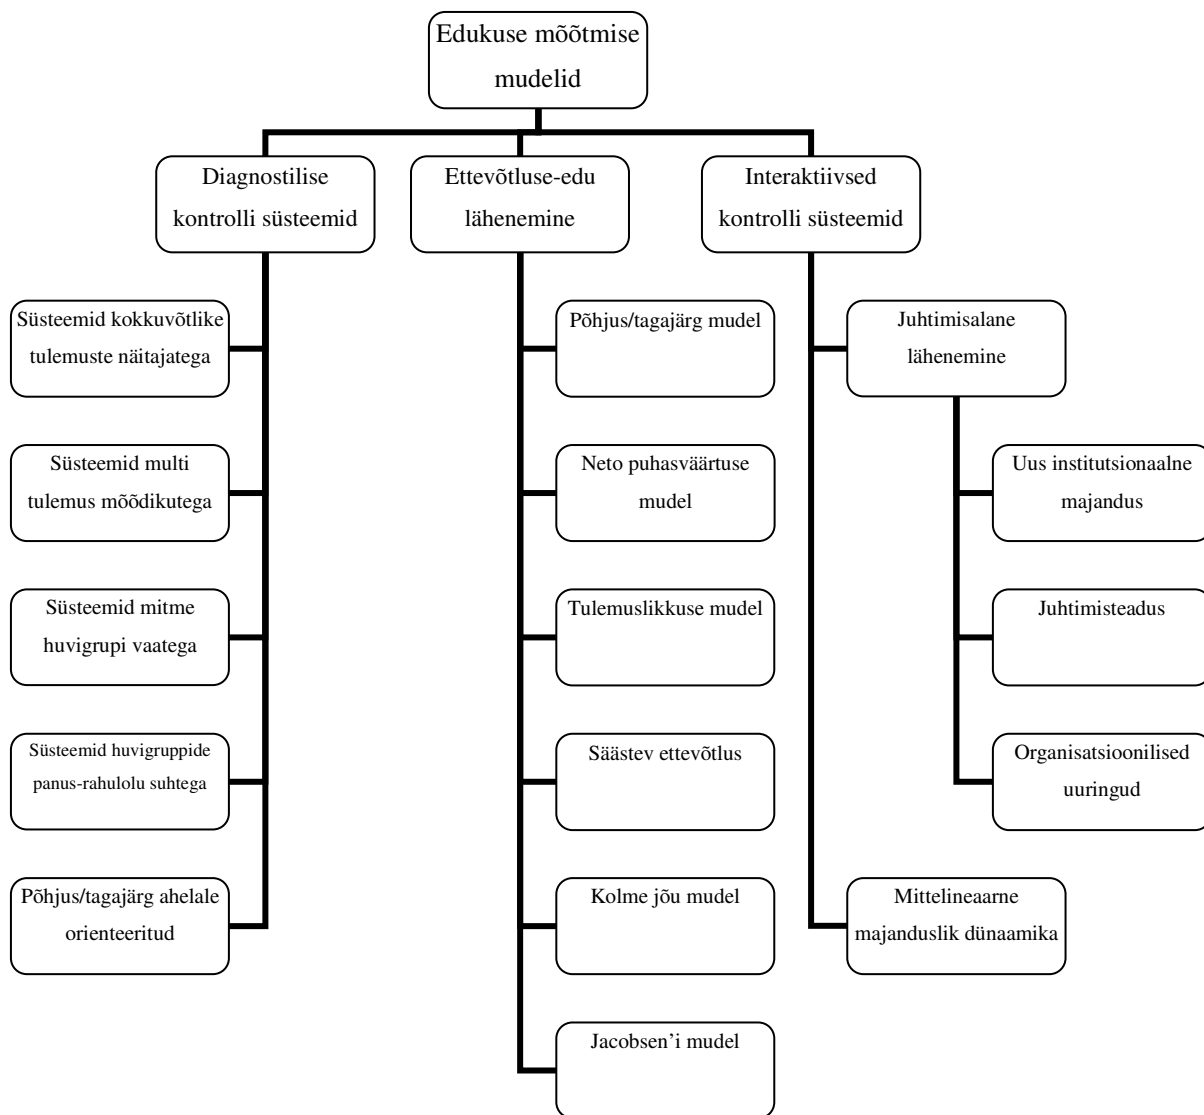 Edukuse mõõtmise
mudelid
Diagnostilise
kontrolli süsteemid
Ettevõtluse-edu
lähenemine
Interaktiivsed
kontrolli süsteemid
Süsteemid kokkuvõtlike
tulemuste näitajatega
Süsteemid multi
tulemus mõõdikutega
Süsteemid mitme
huvigrupi vaatega
Süsteemid huvigruppide
panus-rahulolu suhtega
Põhjus/tagajärg ahelale
orienteeritud
Põhjus/tagajärg mudel
Neto puhasväärtuse
mudel
Tulemuslikkuse mudel
Säästev ettevõtlus
Kolme jõu mudel
Jacobsen’i mudel
Juhtimisalane
lähenemine
Uus institutsionaalne
majandus
Juhtimisteadus
Organisatsioonilised
uuringud
Mittelineaarne
majanduslik dünaamika